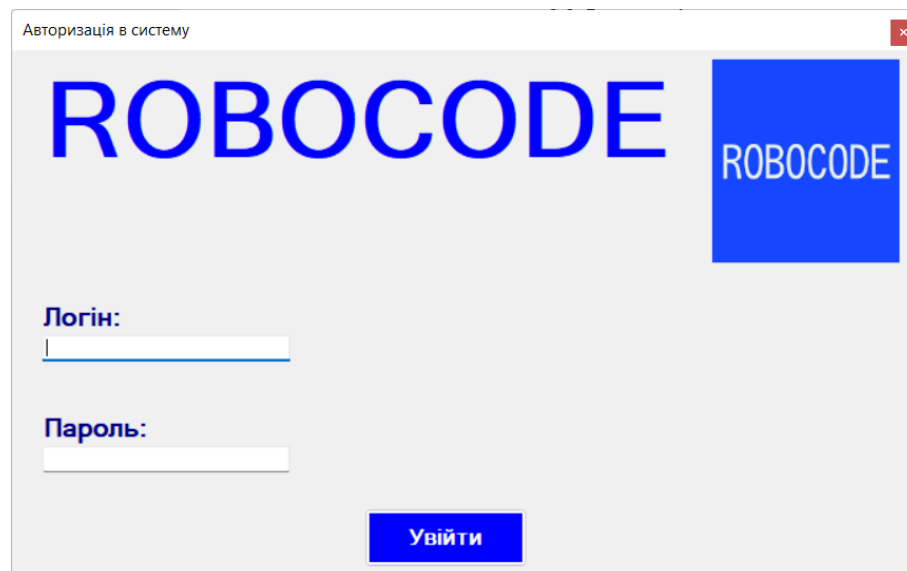 Авторизація в систему
ROBOCODE
ROBOCODE
Логін:
Пароль:
Увійти